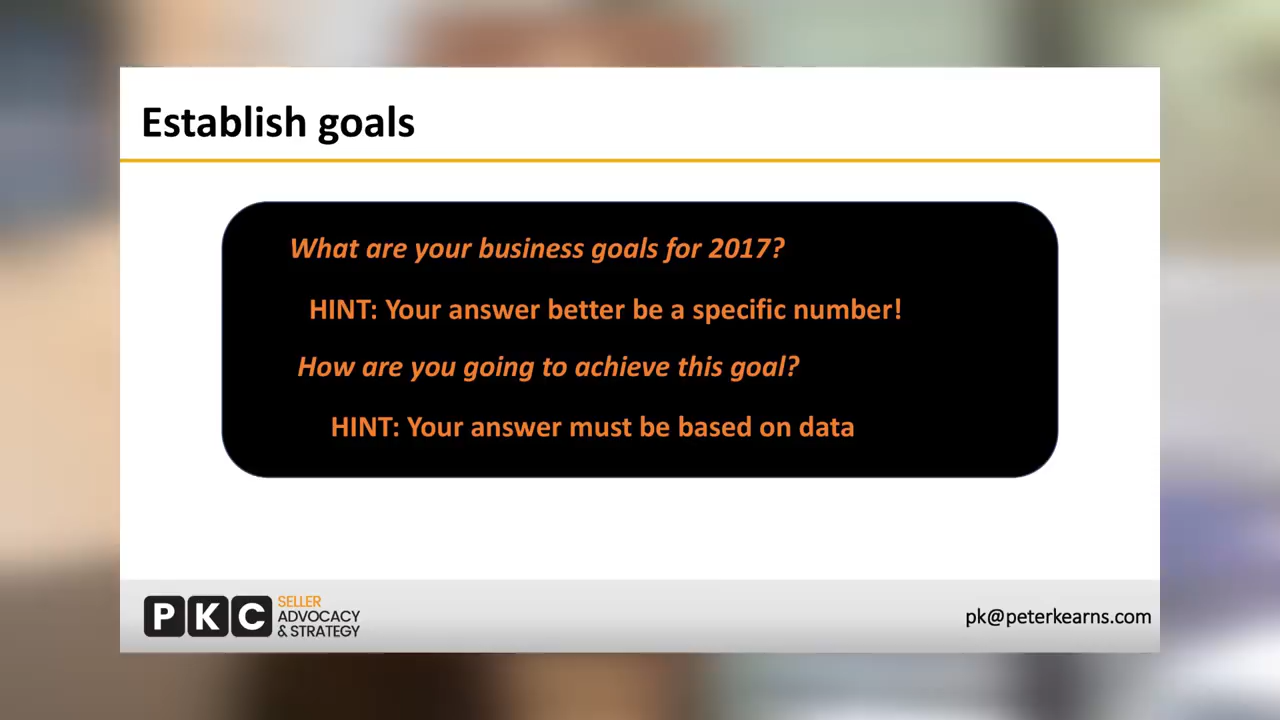 Establish goals
What are your business goals for 2017?
HINT: Your answer better be a specific number!
How are you going to achieve this goal?
HINT: Your answer must be based on data
PKC
SELLER
ADVOCACY
& STRATEGY
pk@peterkearns.com